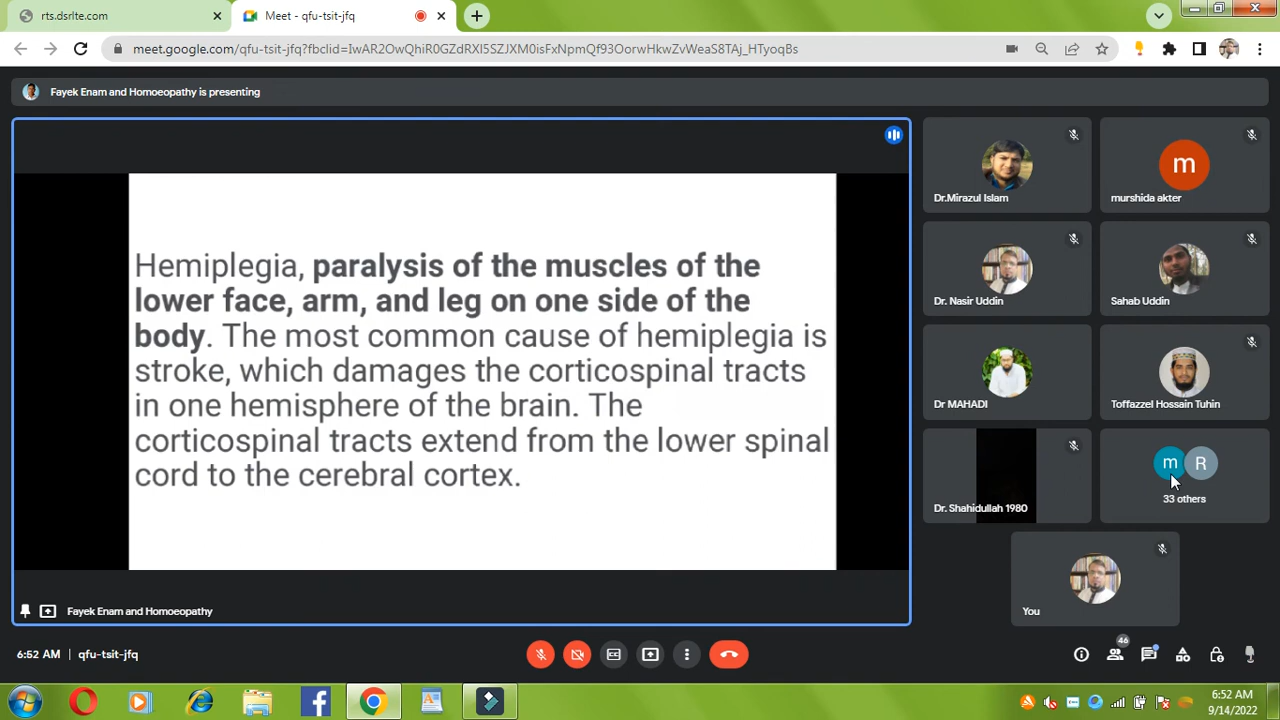 rts.dsrlte.com
Meet - qfu-tsit-jfq
meet.google.com/qfu-tsit-jfq?fbclid=IwAR2OwQhiR0GZdRXI5SZJXM0isFxNpmQf93OorwHkwZvWeaS8TAj_HTyoqBs
Fayek Enam and Homoeopathy is presenting
Hemiplegia, paralysis of the muscles of the
lower face, arm, and leg on one side of the
body. The most common cause of hemiplegia is
stroke, which damages the corticospinal tracts
in one hemisphere of the brain. The
corticospinal tracts extend from the lower spinal
cord to the cerebral cortex.
Fayek Enam and Homoeopathy
Dr.Mirazul Islam
m
murshida akter
Dr. Nasir Uddin
Sahab Uddin
Dr MAHADI
Toffazzel Hossain Tuhin
Dr. Shahidullah 1980
m R
33 others
You
6:52 AM | qfu-tsit-jfq
46
6:52 AM
9/14/2022